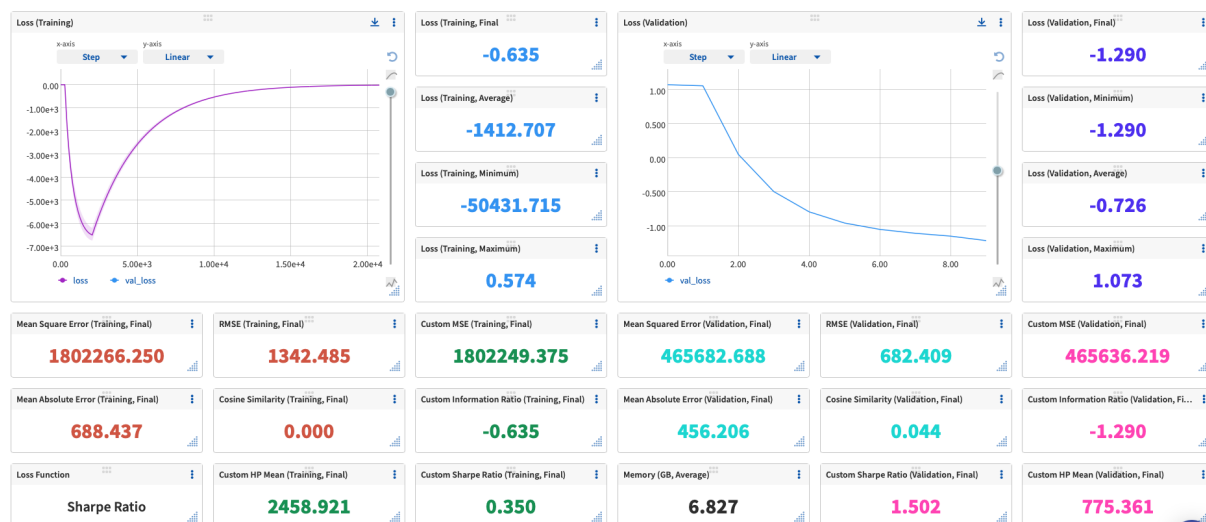 Loss (Training)
x-axis
y-axis
Step
Linear
0.00
-1.00e+3
-2.00e+3
-3.00e+3
-4.00e+3
-5.00e+3
-6.00e+3
-7.00e+3
0.00
5.00e+3
1.00e+4
1.50e+4
2.00e+4
loss
val_loss
Loss (Training, Final
-0.635
Loss (Training, Average)
-1412.707
Loss (Training, Minimum)
-50431.715
Loss (Training, Maximum)
0.574
Loss (Validation)
x-axis
y-axis
Step
Linear
1.00
0.500
0.00
-0.500
-1.00
0.00
2.00
4.00
6.00
8.00
val_loss
Loss (Validation, Final)
-1.290
Loss (Validation, Minimum)
-1.290
Loss (Validation, Average)
-0.726
Loss (Validation, Maximum)
1.073
Mean Square Error (Training, Final)
1802266.250
RMSE (Training, Final)
1342.485
Custom MSE (Training, Final)
1802249.375
Mean Squared Error (Validation, Final)
465682.688
RMSE (Validation, Final)
682.409
Custom MSE (Validation, Final)
465636.219
Mean Absolute Error (Training, Final)
688.437
Cosine Similarity (Training, Final)
0.000
Custom Information Ratio (Training, Final)
-0.635
Mean Absolute Error (Validation, Final)
456.206
Cosine Similarity (Validation, Final)
0.044
Custom Information Ratio (Validation, Fi...
-1.290
Loss Function
Sharpe Ratio
Custom HP Mean (Training, Final)
2458.921
Custom Sharpe Ratio (Training, Final)
0.350
Memory (GB, Average)
6.827
Custom Sharpe Ratio (Validation, Final)
1.502
Custom HP Mean (Validation, Final)
775.361